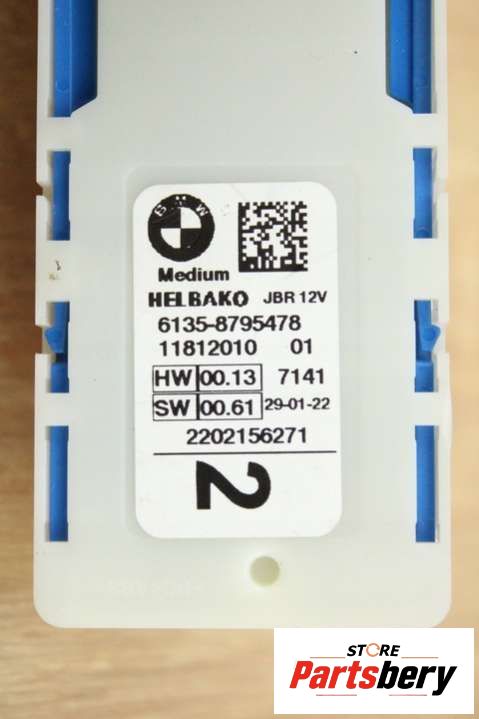 BMW
Medium
HELBAKO JBR 12V
6135-8795478
11812010 01
HW 00.13 7141
SW 00.61 29-01-22
2202156271
2
STORE
Partsbery